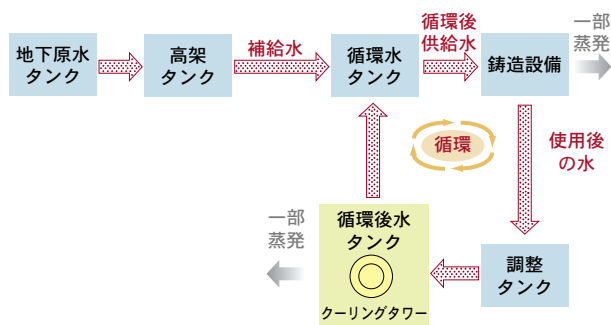 地下原水
タンク
高架
タンク
補給水
循環水
タンク
循環後
供給水
鋳造設備
一部
蒸発
循環
使用後
の水
調整
タンク
循環後水
タンク
クーリングタワー
一部
蒸発